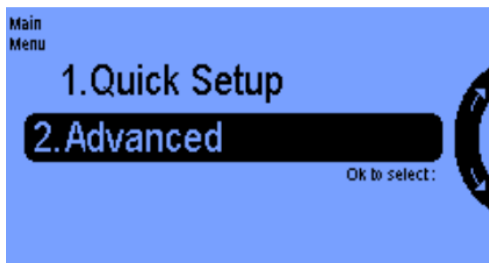 Main
Menu
1.Quick Setup
2.Advanced
Ok to select: